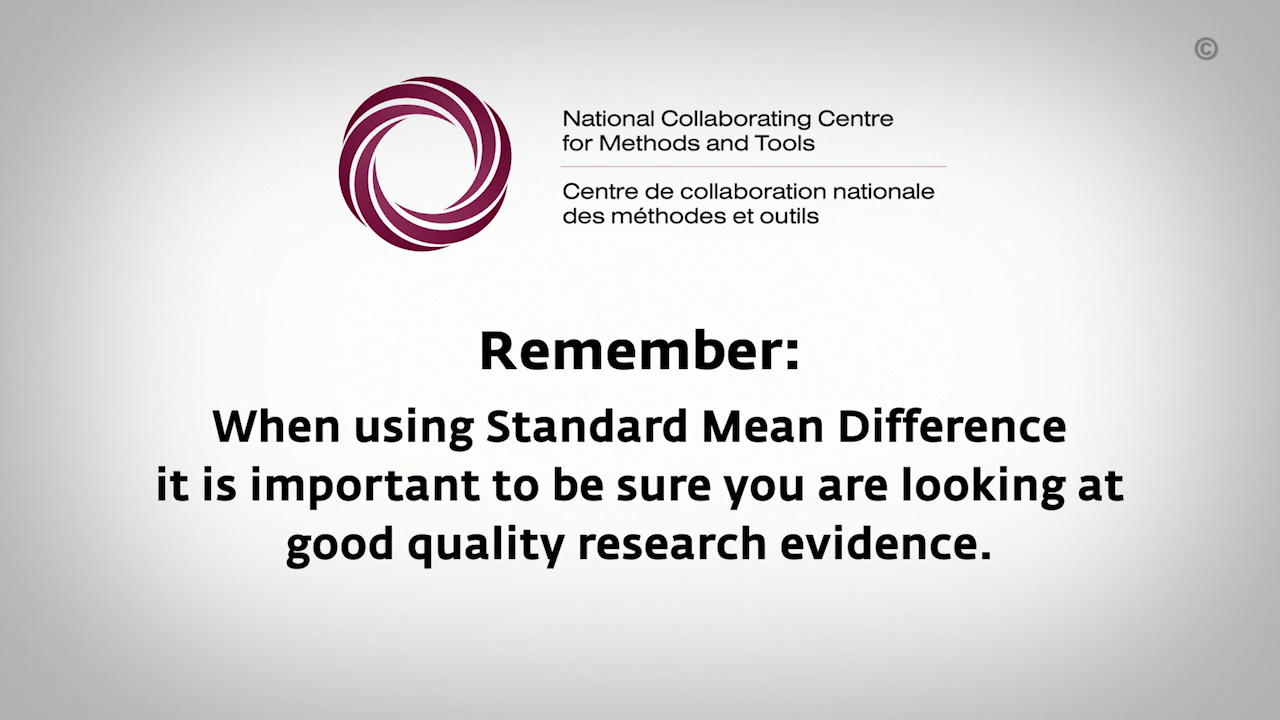 ©
National Collaborating Centre
for Methods and Tools
Centre de collaboration nationale
des méthodes et outils
Remember:
When using Standard Mean Difference
it is important to be sure you are looking at
good quality research evidence.